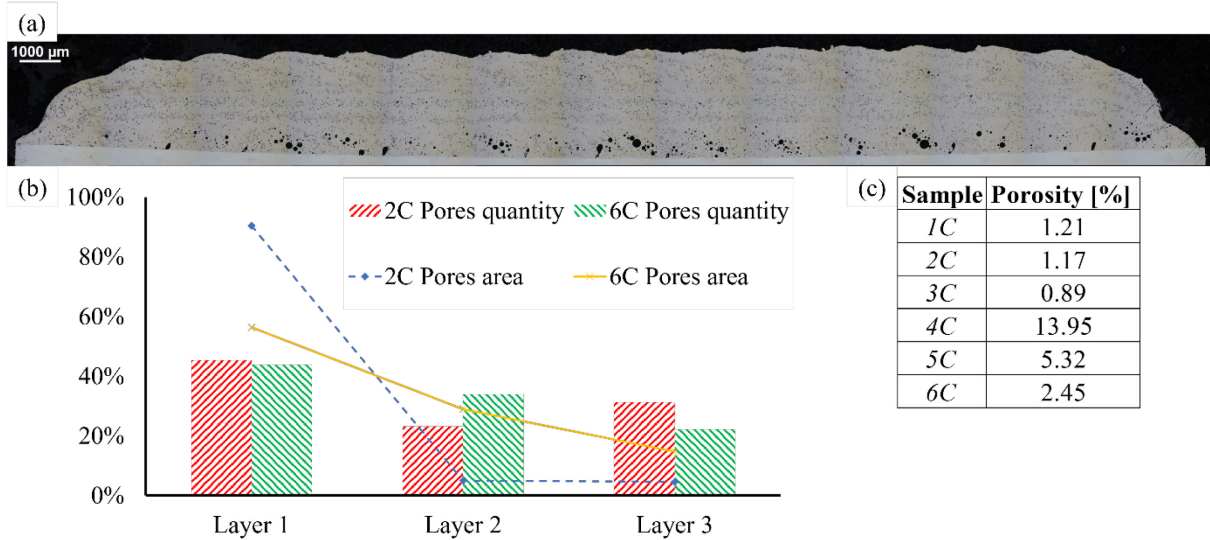 (a)
1000 µm
(b)
100%
80%
60%
40%
20%
0%
2C Pores quantity 6C Pores quantity
2C Pores area 6C Pores area
Layer 1 Layer 2 Layer 3
(c)
Sample Porosity [%]
1C 1.21
2C 1.17
3C 0.89
4C 13.95
5C 5.32
6C 2.45